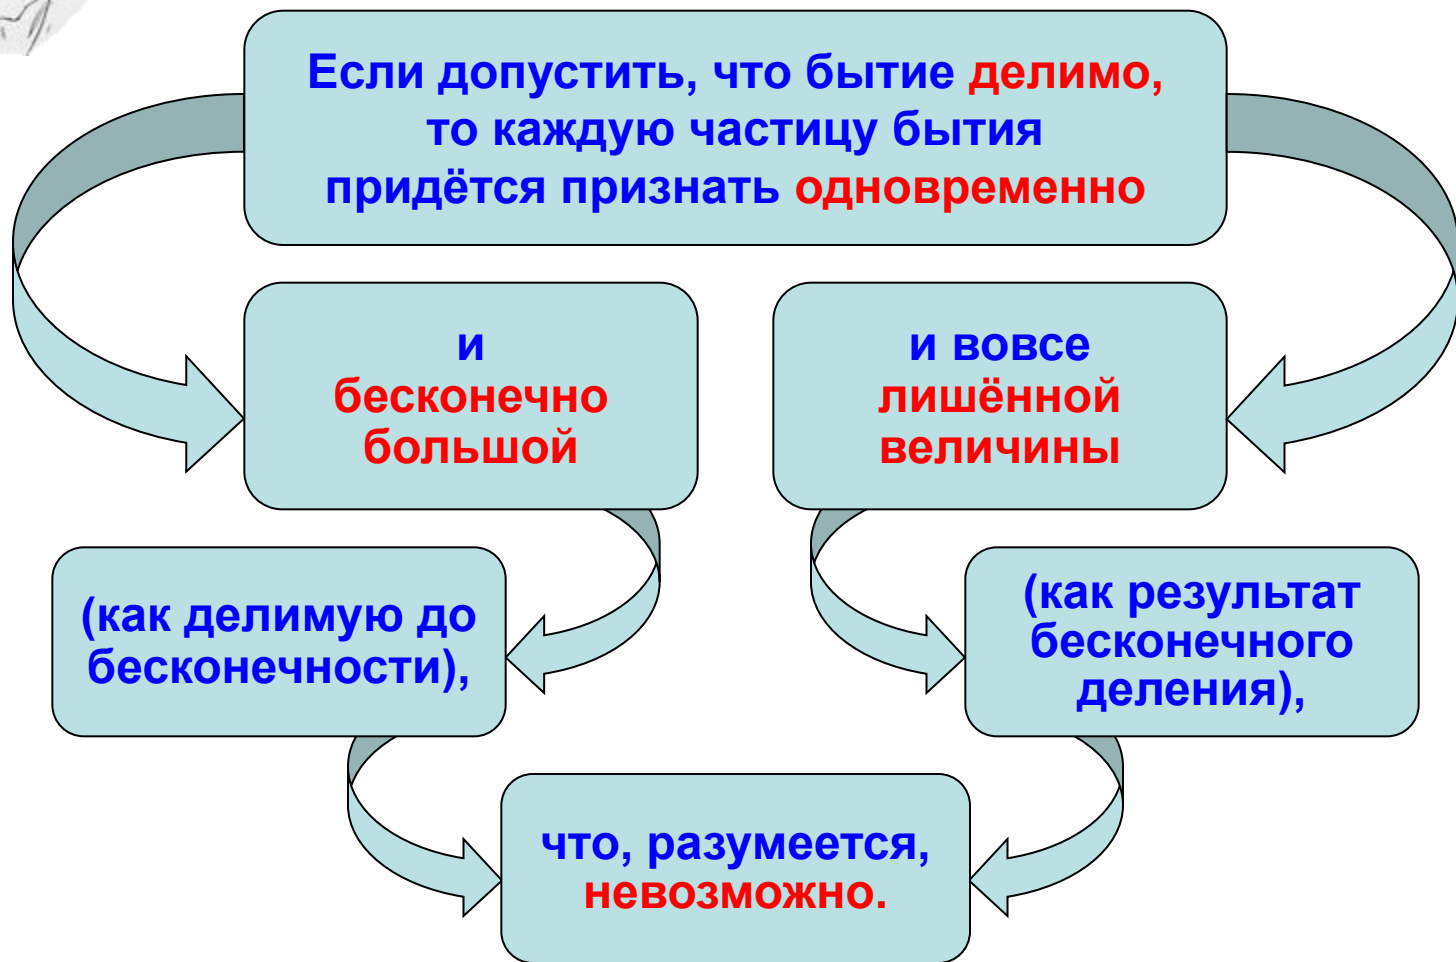 Если допустить, что бытие делимо,
то каждую частицу бытия
придётся признать одновременно
и
бесконечно
большой
и вовсе
лишённой
величины
(как делимую до
бесконечности),
(как результат
бесконечного
деления),
что, разумеется,
невозможно.